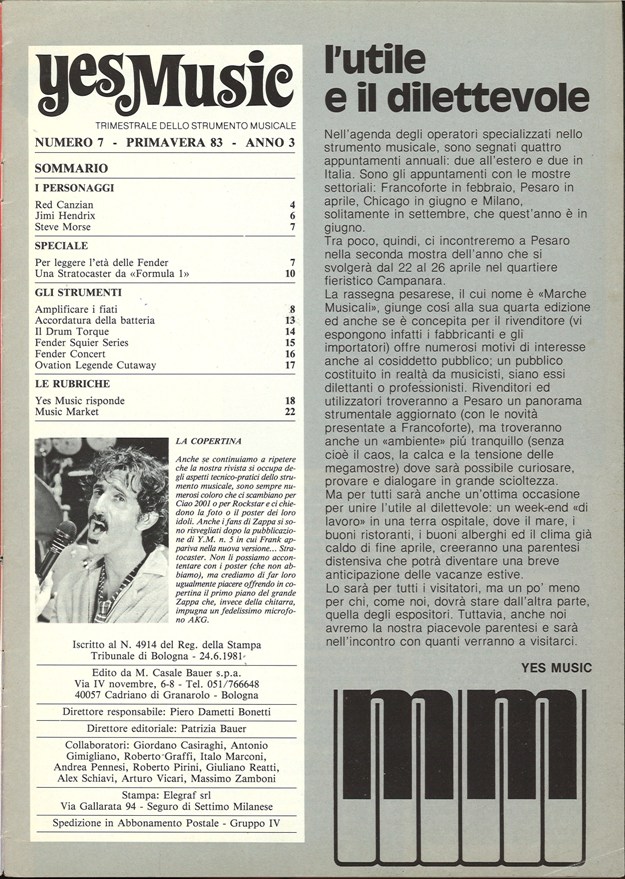 yesMusic
TRIMESTRALE DELLO STRUMENTO MUSICALE
NUMERO 7 - PRIMAVERA 83 - ANNO 3
SOMMARIO
I PERSONAGGI
Red Canzian 4
Jimi Hendrix 6
Steve Morse 7
SPECIALE
Per leggere l'età delle Fender 7
Una Stratocaster da «Formula 1» 10
GLI STRUMENTI
Amplificare i fiati 8
Accordatura della batteria 13
Il Drum Torque 14
Fender Squier Series 15
Fender Concert 16
Ovation Legende Cutaway 17
LE RUBRICHE
Yes Music risponde 18
Music Market 22
LA COPERTINA
Anche se continuiamo a ripetere
che la nostra rivista si occupa de-
gli aspetti tecnico-pratici dello stru-
mento musicale, sono sempre nu-
merosi coloro che ci scambiano per
Ciao 2001 o per Rockstar e ci chie-
dono la foto o il poster dei loro
idoli. Anche i fans di Zappa si so-
no risvegliati dopo la pubblicazio-
ne di Y.M. n. 5 in cui Frank ap-
pariva nella nuova versione... Stra-
tocaster. Non li possiamo accon-
tentare con i poster (che non ab-
biamo), ma crediamo di far loro
ugualmente piacere offrendo in co-
pertina il primo piano del grande
Zappa che, invece della chitarra,
impugna un fedelissimo microfo-
no AKG.
Iscritto al N. 4914 del Reg. della Stampa
Tribunale di Bologna - 24.6.1981
Edito da M. Casale Bauer s.p.a.
Via IV novembre, 6-8 - Tel. 051/766648
40057 Cadriano di Granarolo - Bologna
Direttore responsabile: Piero Dametti Bonetti
Direttore editoriale: Patrizia Bauer
Collaboratori: Giordano Casiraghi, Antonio
Gimigliano, Roberto Graffi, Italo Marconi,
Andrea Pennesi, Roberto Pirini, Giuliano Reatti,
Alex Schiavi, Arturo Vicari, Massimo Zamboni
Stampa: Elegraf srl
Via Gallarata 94 - Seguro di Settimo Milanese
Spedizione in Abbonamento Postale - Gruppo IV
l'utile
e il dilettevole
Nell'agenda degli operatori specializzati nello
strumento musicale, sono segnati quattro
appuntamenti annuali: due all'estero e due in
Italia. Sono gli appuntamenti con le mostre
settoriali: Francoforte in febbraio, Pesaro in
aprile, Chicago in giugno e Milano,
solitamente in settembre, che quest'anno è in
giugno.
Tra poco, quindi, ci incontreremo a Pesaro
nella seconda mostra dell'anno che si
svolgerà dal 22 al 26 aprile nel quartiere
fieristico Campanara.
La rassegna pesarese, il cui nome è «Marche
Musicali», giunge così alla sua quarta edizione
ed anche se è concepita per il rivenditore (vi
espongono infatti i fabbricanti e gli
importatori) offre numerosi motivi di interesse
anche al cosiddetto pubblico; un pubblico
costituito in realtà da musicisti, siano essi
dilettanti o professionisti. Rivenditori ed
utilizzatori troveranno a Pesaro un panorama
strumentale aggiornato (con le novità
presentate a Francoforte), ma troveranno
anche un «ambiente» piú tranquillo (senza
cioè il caos, la calca e la tensione delle
megamostre) dove sarà possibile curiosare,
provare e dialogare in grande scioltezza.
Ma per tutti sarà anche un'ottima occasione
per unire l'utile al dilettevole: un week-end «di
lavoro» in una terra ospitale, dove il mare, i
buoni ristoranti, i buoni alberghi ed il clima già
caldo di fine aprile, creeranno una parentesi
distensiva che potrà diventare una breve
anticipazione delle vacanze estive.
Lo sarà per tutti i visitatori, ma un po' meno
per chi, come noi, dovrà stare dall'altra parte,
quella degli espositori. Tuttavia, anche noi
avremo la nostra piacevole parentesi e sarà
nell'incontro con quanti verranno a visitarci.
YES MUSIC
mm